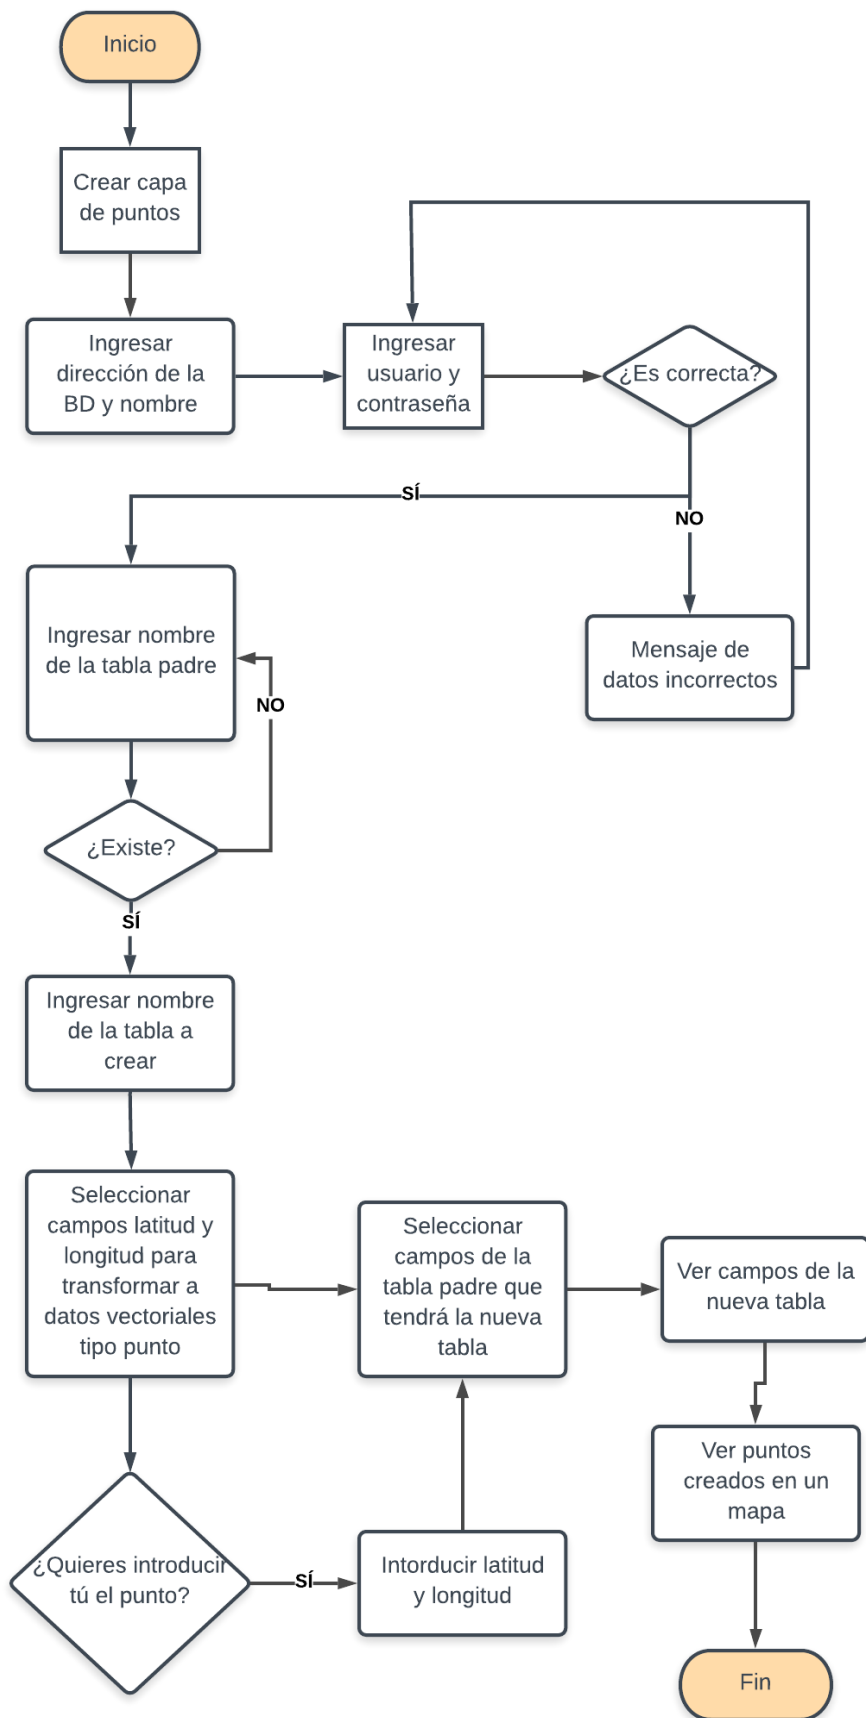 Inicio
Crear capa
de puntos
Ingresar
dirección de la
BD y nombre
Ingresar
usuario y
contraseña
¿Es correcta?
SÍ
NO
Mensaje de
datos incorrectos
Ingresar nombre
de la tabla padre
NO
¿Existe?
SÍ
Ingresar nombre
de la tabla a
crear
Seleccionar
campos latitud y
longitud para
transformar a
datos vectoriales
tipo punto
Seleccionar
campos de la
tabla padre que
tendrá la nueva
tabla
Ver campos de la
nueva tabla
Ver puntos
creados en un
mapa
¿Quieres introducir
tú el punto?
SÍ
Intorducir latitud
y longitud
Fin